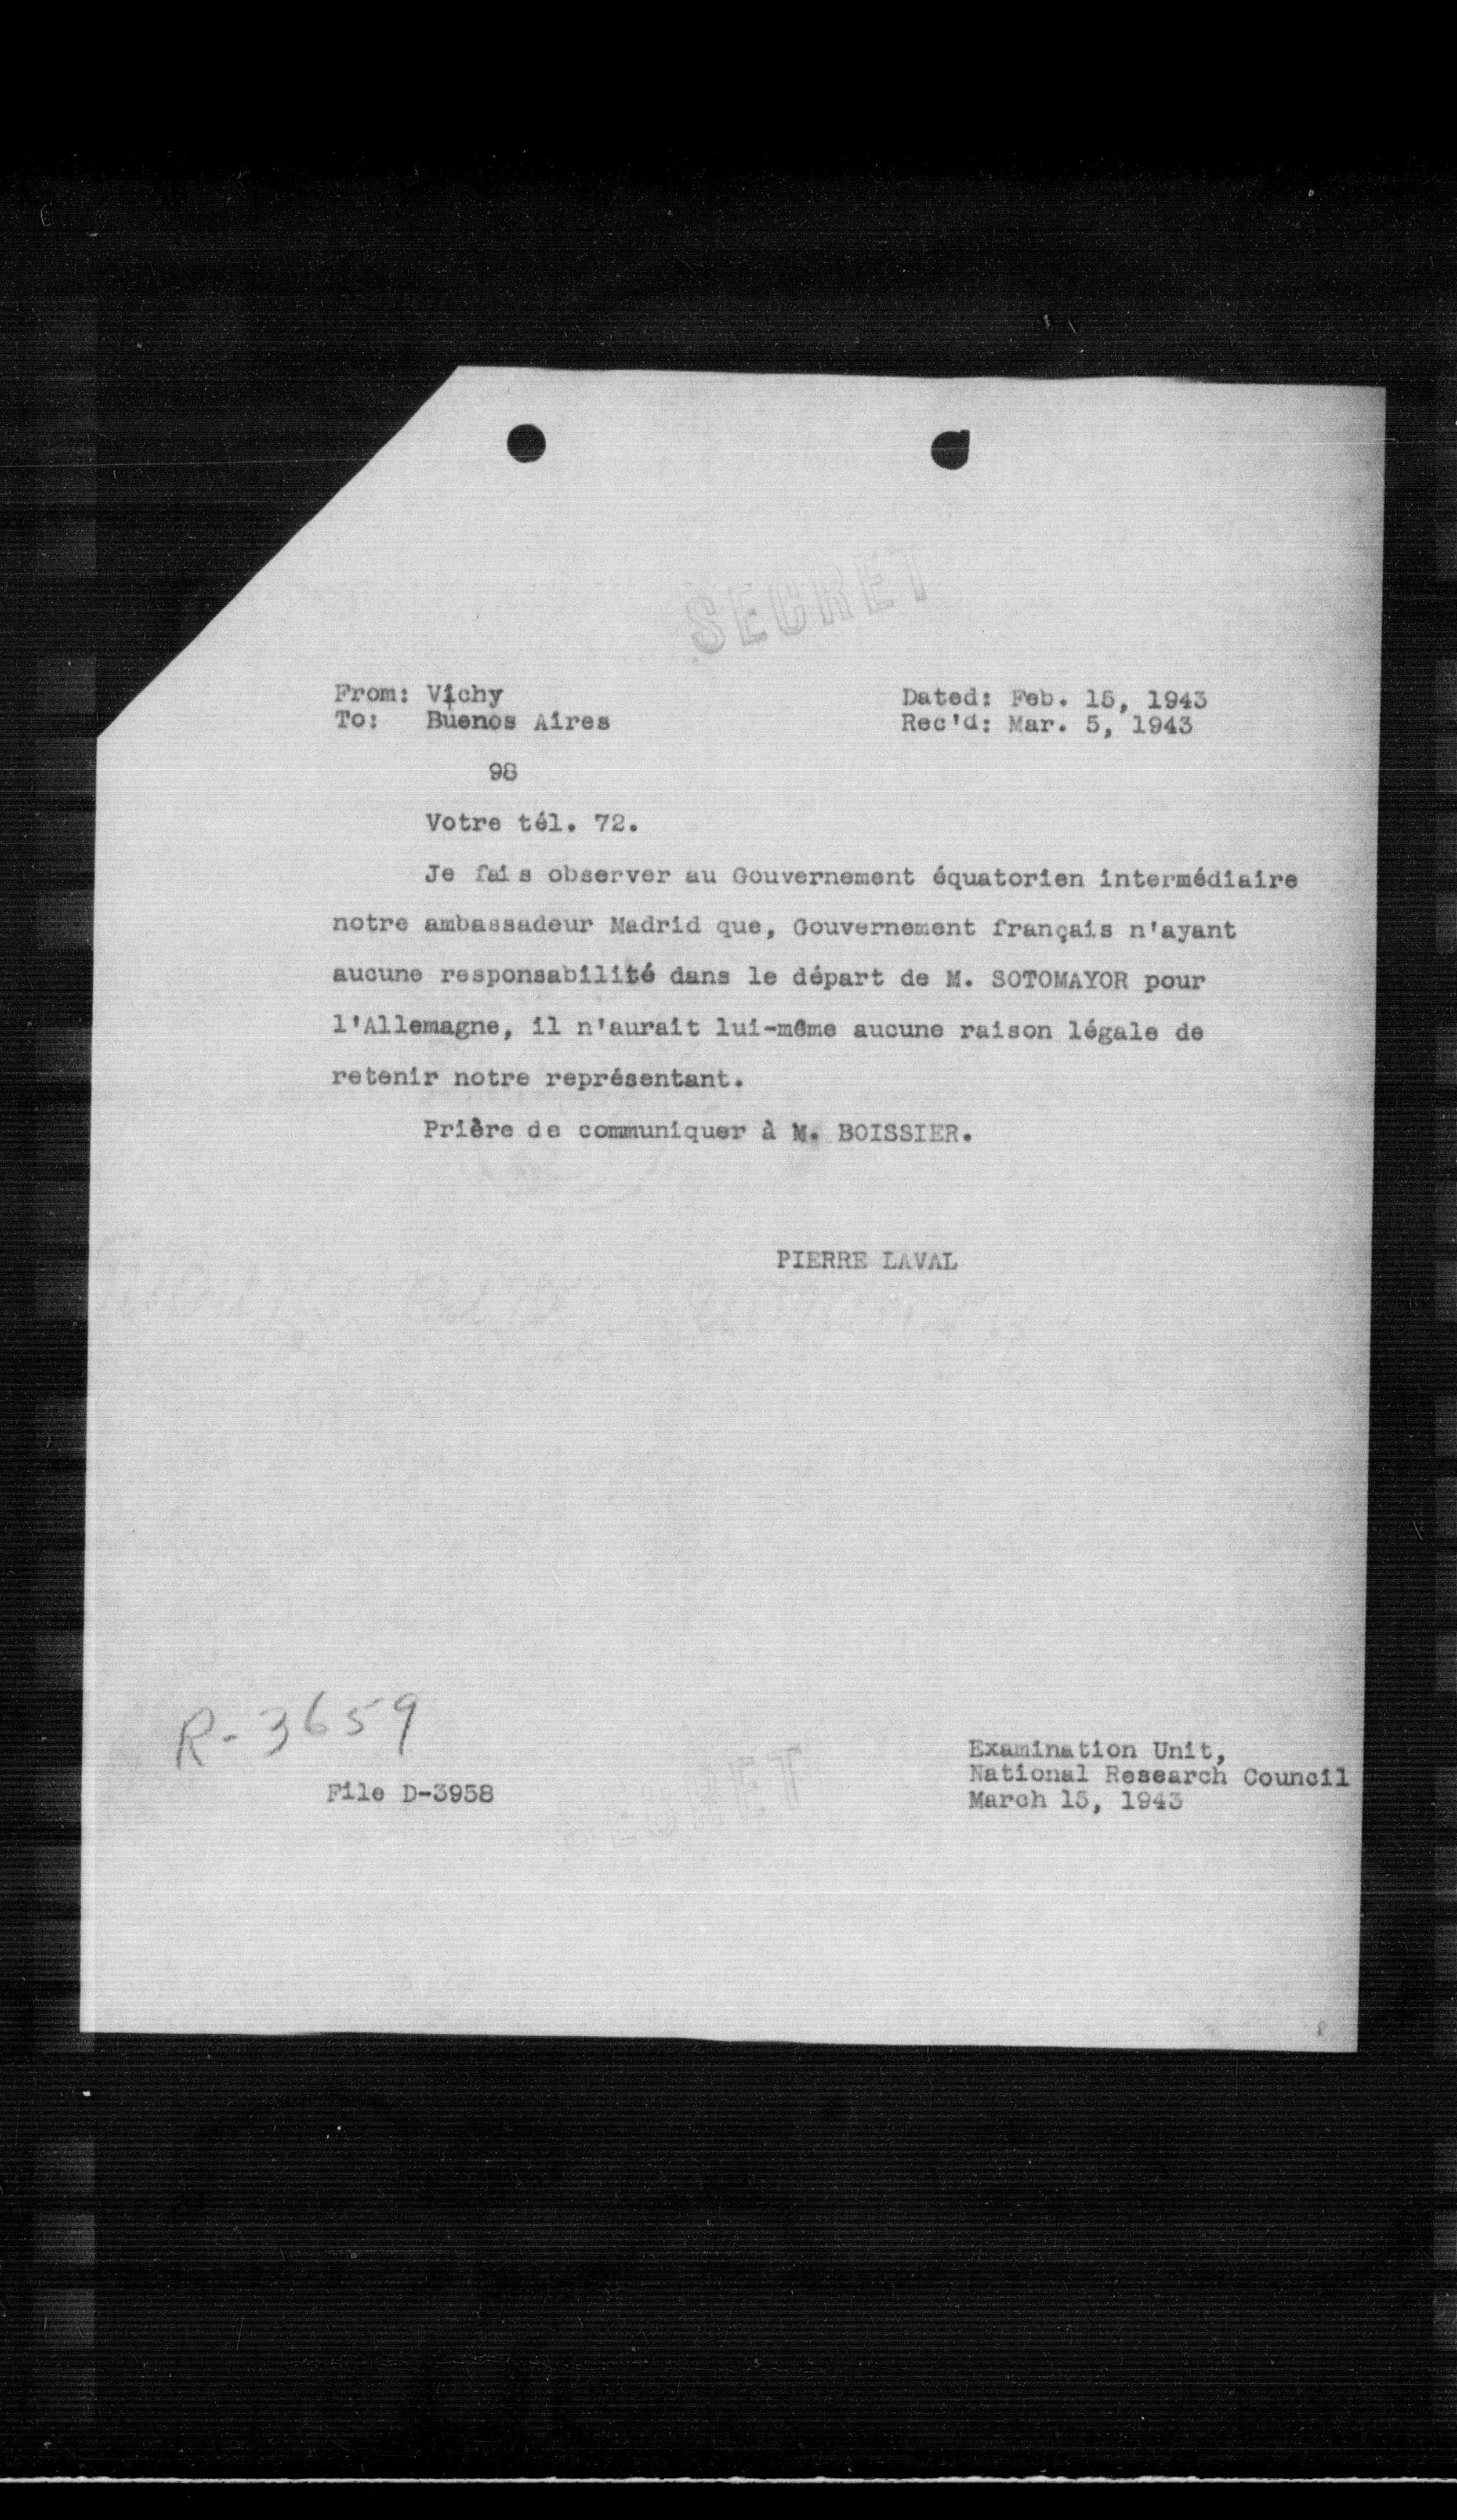 SECRET
From: Vichy
To: Buenos Aires
Dated: Feb. 15, 1943
Rec'd: Mar. 5, 1943
98
Votre tél. 72.
Je fais observer au Gouvernement équatorien intermédiaire
notre ambassadeur Madrid que, Gouvernement français n'ayant
aucune responsabilité dans le départ de M. SOTOMAYOR pour
l'Allemagne, il n'aurait lui-même aucune raison légale de
retenir notre représentant.
Prière de communiquer à M. BOISSIER.
PIERRE LAVAL
R-3659
File D-3958
SECRET
Examination Unit,
National Research Council
March 15, 1943